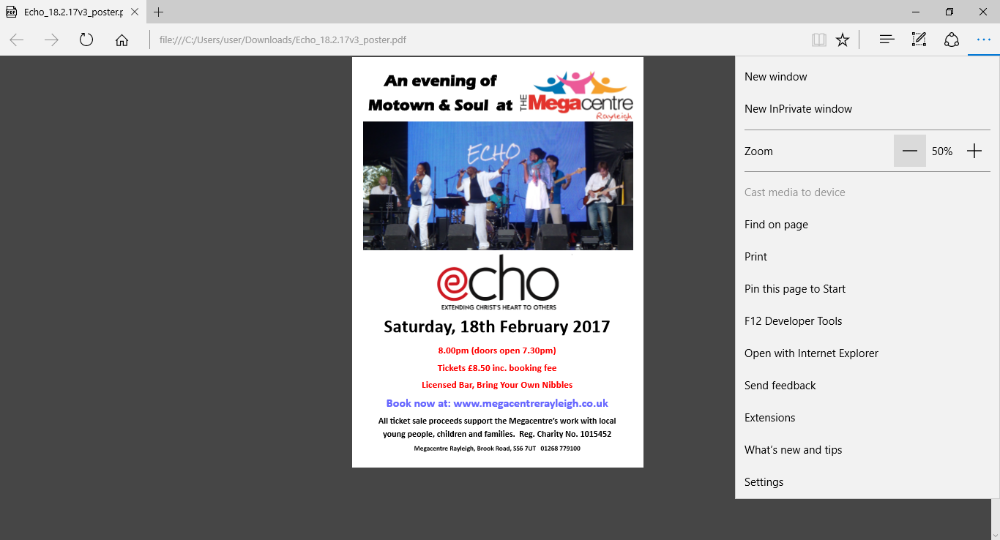 Echo_18.2.17v3_poster.p
file:///C:/Users/user/Downloads/Echo_18.2.17v3_poster.pdf
An evening of
Motown & Soul at
THE Megacentre
Rayleigh
ECHO
echo
EXTENDING CHRIST'S HEART TO OTHERS
Saturday, 18th February 2017
8.00pm (doors open 7.30pm)
Tickets £8.50 inc. booking fee
Licensed Bar, Bring Your Own Nibbles
Book now at: www.megacentrerayleigh.co.uk
All ticket sale proceeds support the Megacentre's work with local
young people, children and families. Reg. Charity No. 1015452
Megacentre Rayleigh, Brook Road, SS6 7UT 01268 779100
New window
New InPrivate window
Zoom 50%
Cast media to device
Find on page
Print
Pin this page to Start
F12 Developer Tools
Open with Internet Explorer
Send feedback
Extensions
What's new and tips
Settings